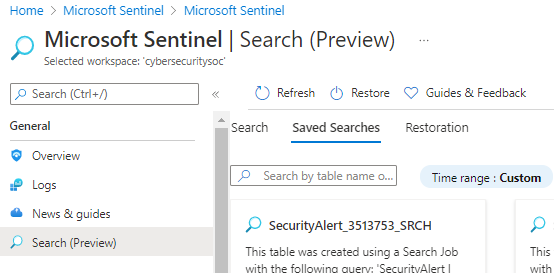 Home > Microsoft Sentinel > Microsoft Sentinel
Microsoft Sentinel | Search (Preview) ...
Selected workspace: 'cybersecuritysoc'
Search (Ctrl+/) «
Refresh Restore Guides & Feedback
General
Overview
Logs
News & guides
Search (Preview)
Search Saved Searches Restoration
Search by table name o... Time range : Custom
SecurityAlert_3513753_SRCH
This table was created using a Search Job
with the following query: 'SecurityAlert |
This
with